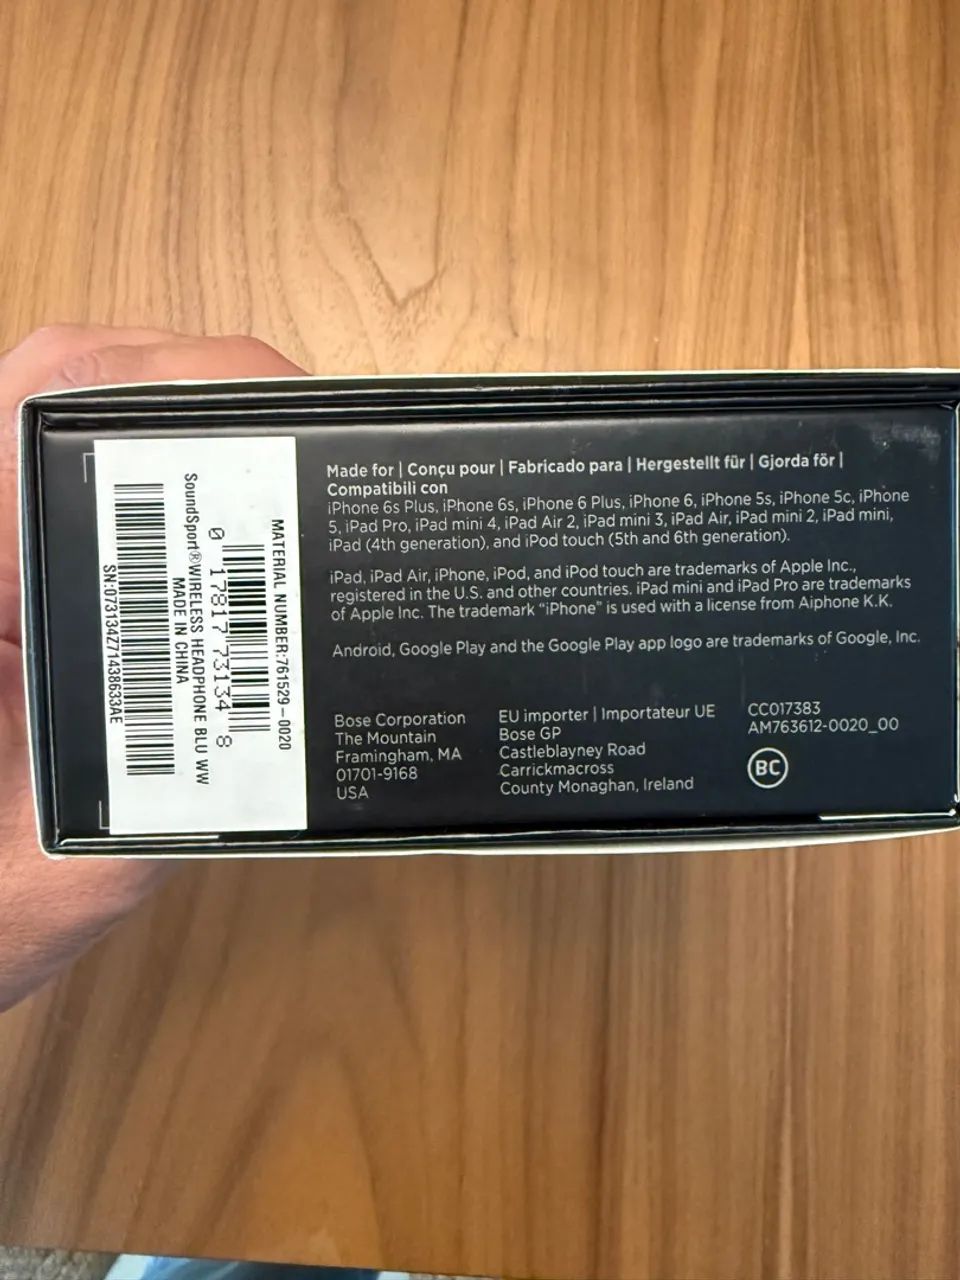 MATERIAL NUMBER:761529-0020
0 17817 73134 8
SoundSport®WIRELESS HEADPHONE BLU WW
MADE IN CHINA
SN:073134Z71438633AE
Made for | Conçu pour | Fabricado para | Hergestellt für | Gjorda för |
Compatibili con
iPhone 6s Plus, iPhone 6s, iPhone 6 Plus, iPhone 6, iPhone 5s, iPhone 5c, iPhone
5, iPad Pro, iPad mini 4, iPad Air 2, iPad mini 3, iPad Air, iPad mini 2, iPad mini,
iPad (4th generation), and iPod touch (5th and 6th generation).
iPad, iPad Air, iPhone, iPod, and iPod touch are trademarks of Apple Inc.,
registered in the U.S. and other countries. iPad mini and iPad Pro are trademarks
of Apple Inc. The trademark “iPhone” is used with a license from Aiphone K.K.
Android, Google Play and the Google Play app logo are trademarks of Google, Inc.
Bose Corporation
The Mountain
Framingham, MA
01701-9168
USA
EU importer | Importateur UE
Bose GP
Castleblayney Road
Carrickmacross
County Monaghan, Ireland
CC017383
AM763612-0020_00
BC